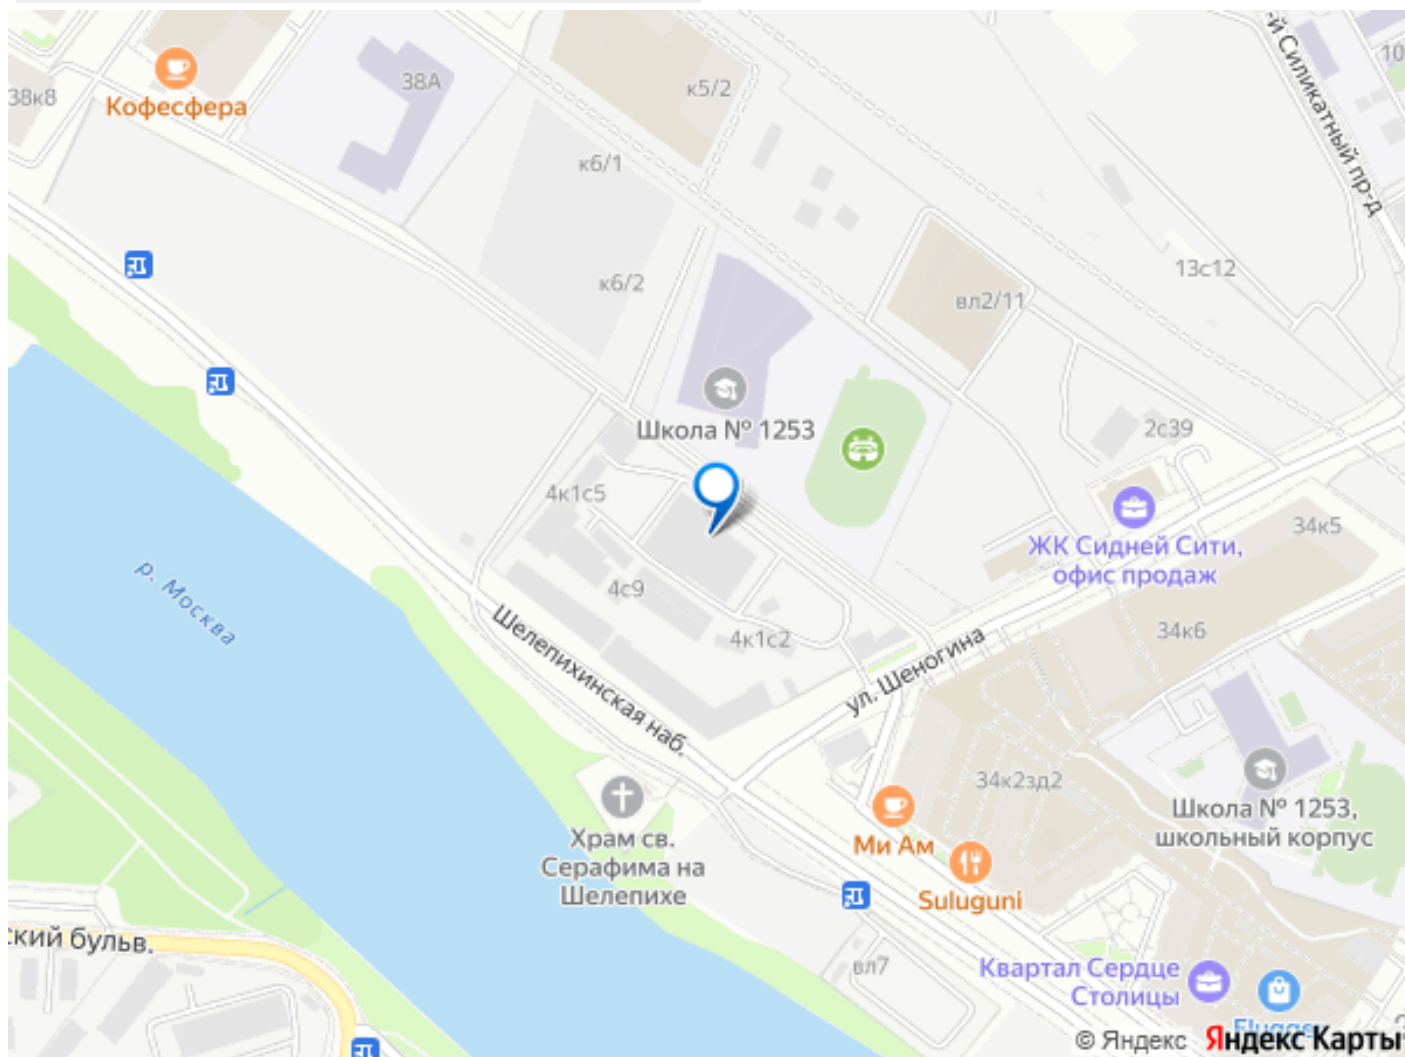 38к8
Кофесфера
38А
к5/2
-й Силикатный пр-д
10
к6/1
к6/2
13с12
вл2/11
Школа № 1253
2с39
4к1с5
ЖК Сидней Сити,
офис продаж
34к5
р. Москва
4с9
4к1с2
34к6
Шелепихинская наб.
ул. Шеногина
34к2зд2
Школа № 1253,
школьный корпус
Храм св.
Серафима на
Шелепихе
Ми Ам
Suluguni
ский бульв.
вл7
Квартал Сердце
Столицы
© Яндекс
Яндекс Карты